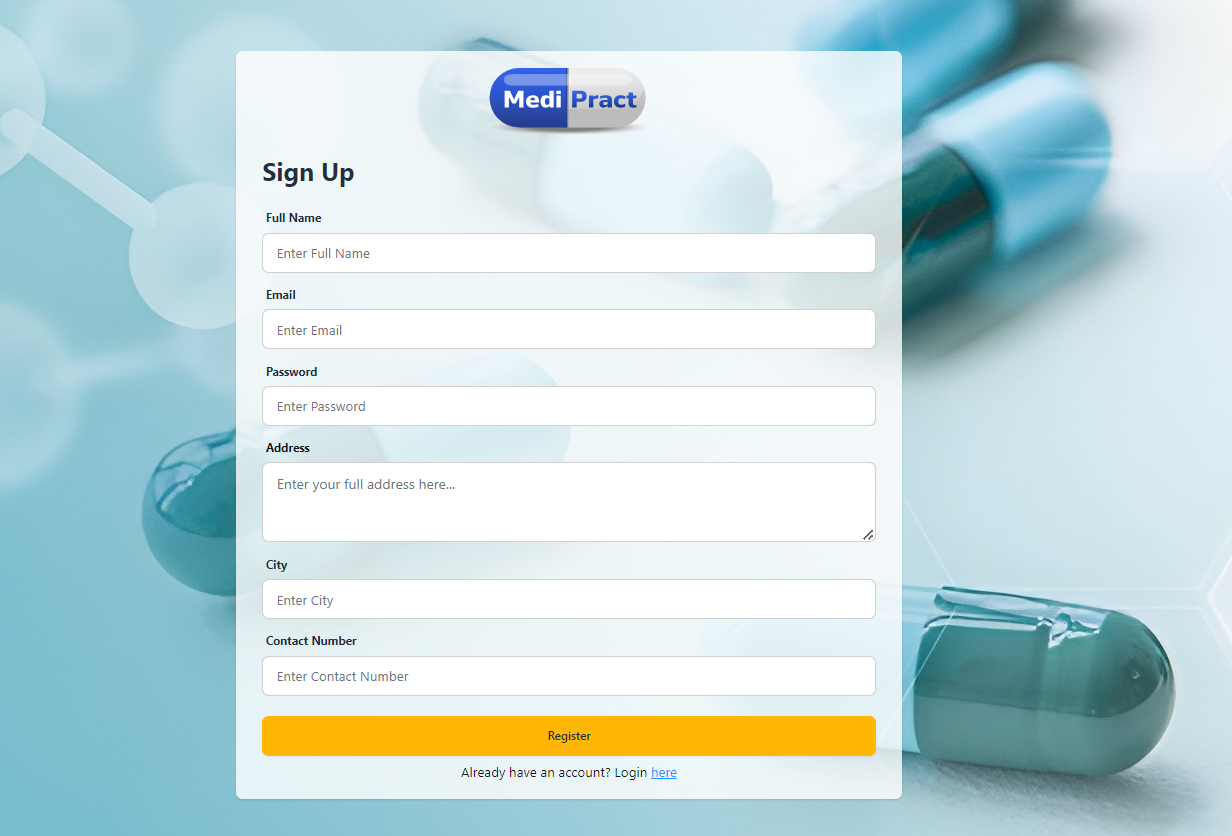 Medi Pract
Sign Up
Full Name
Enter Full Name
Email
Enter Email
Password
Enter Password
Address
Enter your full address here...
City
Enter City
Contact Number
Enter Contact Number
Register
Already have an account? Login here